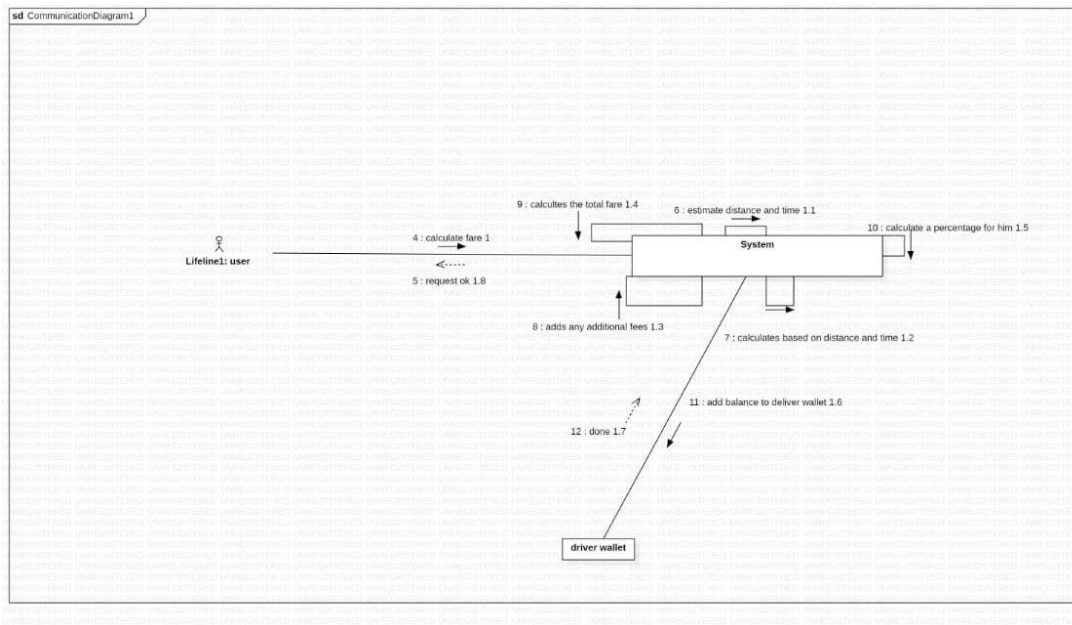 sd CommunicationDiagram1
9 : calcultes the total fare 1.4
6 : estimate distance and time 1.1
10 : calculate a percentage for him 1.5
4 : calculate fare 1
System
Lifeline1: user
5 : request ok 1.8
8 : adds any additional fees 1.3
7 : calculates based on distance and time 1.2
11 : add balance to deliver wallet 1.6
12 : done 1.7
driver wallet